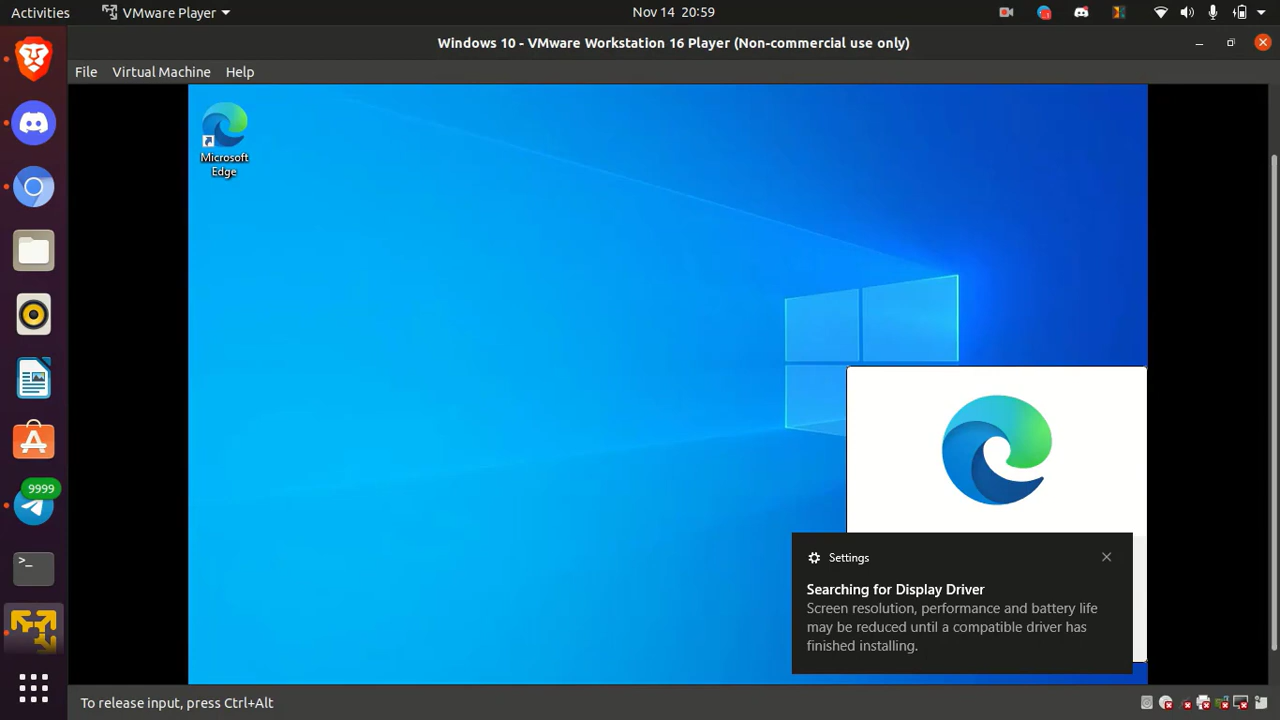 Activities
VMware Player
Nov 14 20:59
Windows 10 - VMware Workstation 16 Player (Non-commercial use only)
File Virtual Machine Help
Microsoft
Edge
Settings
Searching for Display Driver
Screen resolution, performance and battery life
may be reduced until a compatible driver has
finished installing.
9999
>_
To release input, press Ctrl+Alt